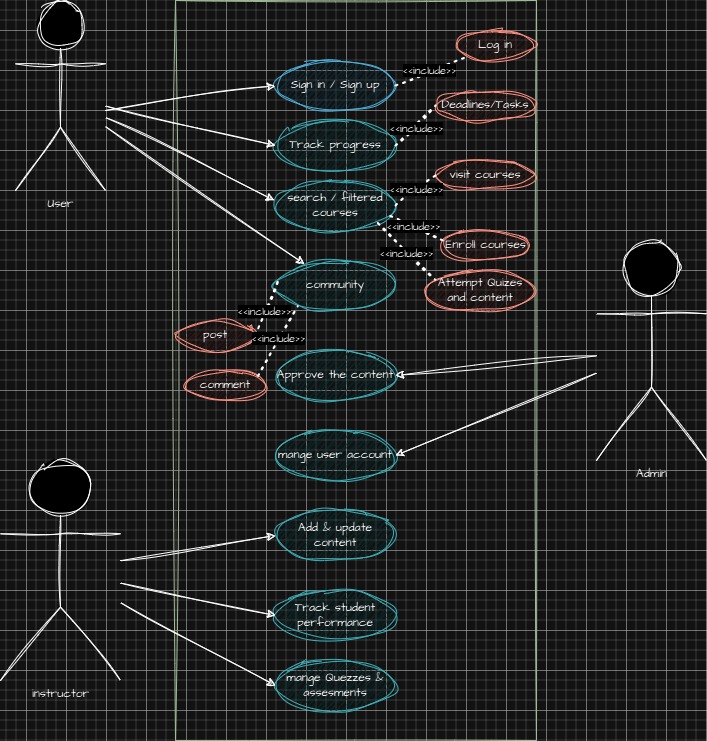 Log in
<<include>>
Sign in / Sign up
Deadlines/Tasks
<<include>>
Track progress
visit courses
<<include>>
search / filtered
courses
User
<<include>>
Enroll courses
<<include>>
Attempt Quizes
and content
community
<<include>>
post
<<include>>
Approve the content
comment
mange user account
Admin
Add & update
content
Track student
performance
mange Quezzes &
assesments
instructor